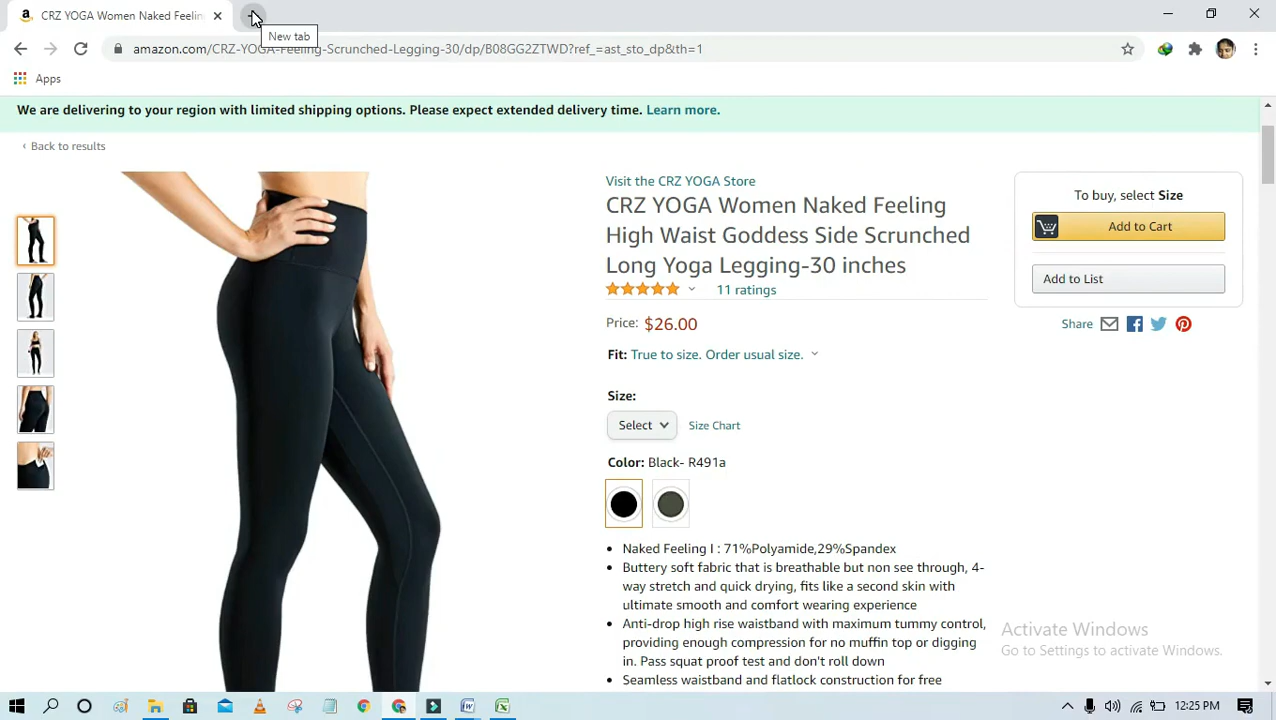 CRZ YOGA Women Naked Feelin
New tab
amazon.com/CRZ-YOGA-Feeling-Scrunched-Legging-30/dp/B08GG2ZTWD?ref_=ast_sto_dp&th=1
Apps
We are delivering to your region with limited shipping options. Please expect extended delivery time. Learn more.
‹ Back to results
Visit the CRZ YOGA Store
CRZ YOGA Women Naked Feeling
High Waist Goddess Side Scrunched
Long Yoga Legging-30 inches
11 ratings
Price: $26.00
Fit: True to size. Order usual size.
Size:
Select
Size Chart
Color: Black- R491a
• Naked Feeling I : 71%Polyamide,29%Spandex
• Buttery soft fabric that is breathable but non see through, 4-
way stretch and quick drying, fits like a second skin with
ultimate smooth and comfort wearing experience
• Anti-drop high rise waistband with maximum tummy control,
providing enough compression for no muffin top or digging
in. Pass squat proof test and don't roll down
• Seamless waistband and flatlock construction for free
To buy, select Size
Add to Cart
Add to List
Share
Activate Windows
Go to Settings to activate Windows.
12:25 PM